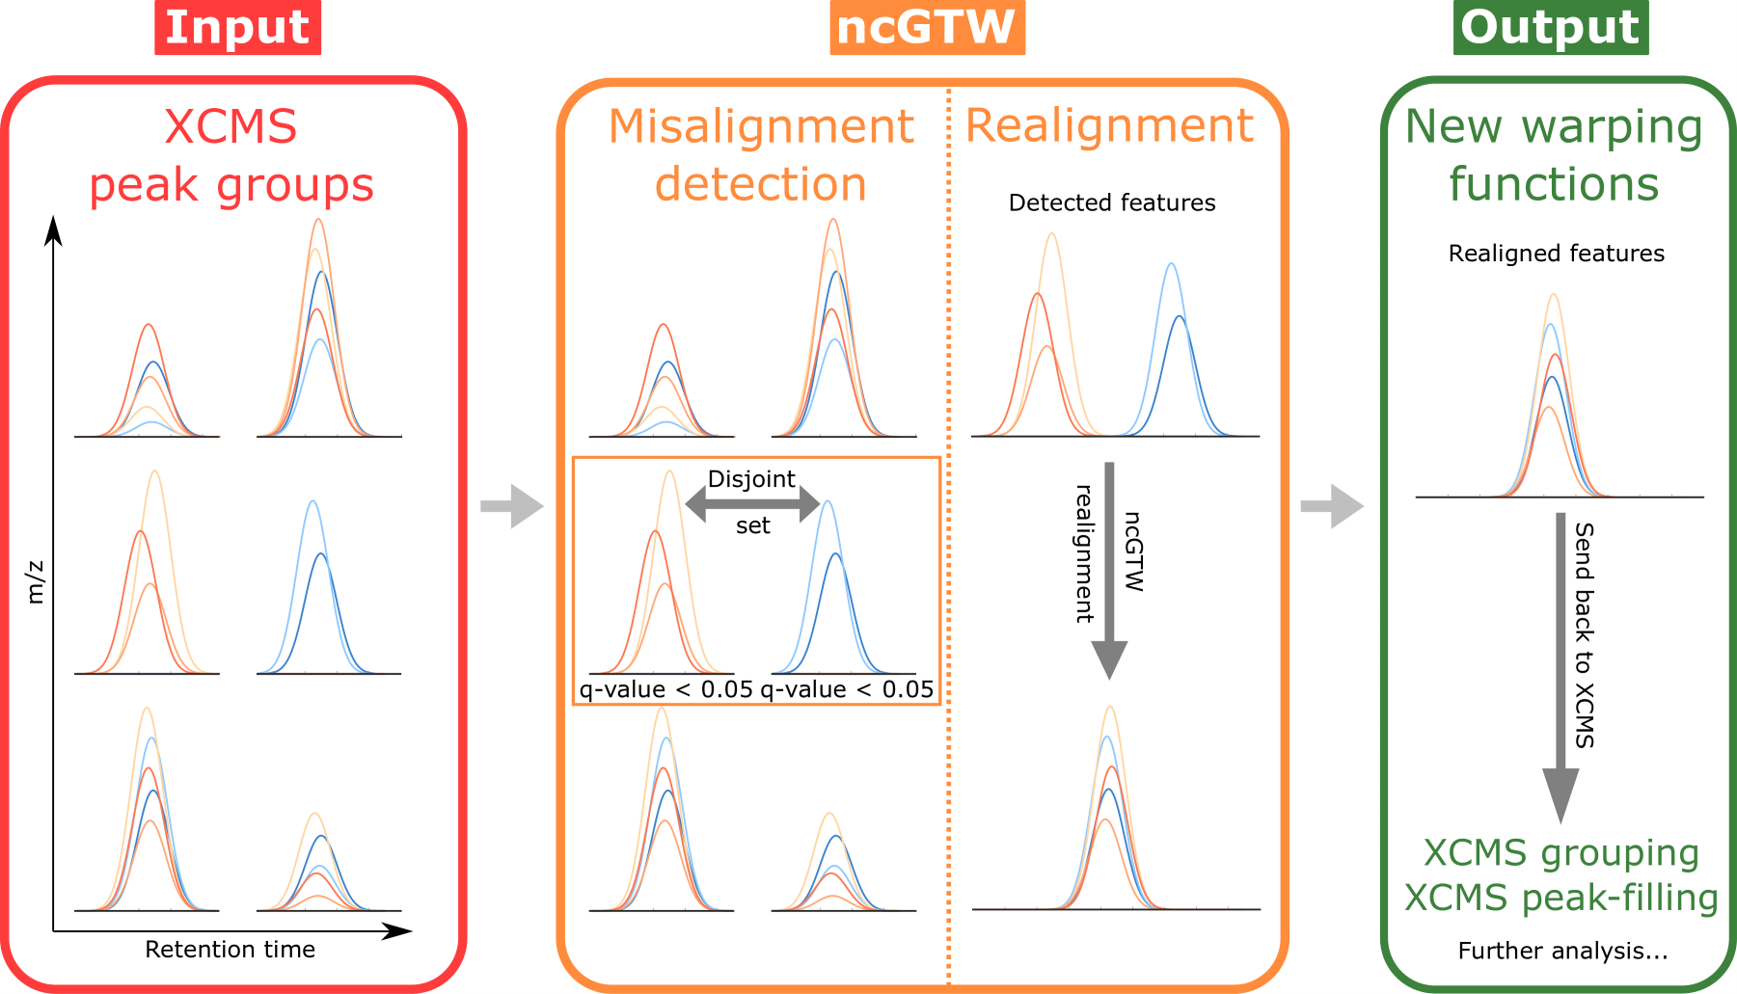 Input
XCMS
peak groups
m/z
Retention time
ncGTW
Misalignment
detection
Disjoint
set
q-value < 0.05 q-value < 0.05
Realignment
Detected features
ncGTW
realignment
Output
New warping
functions
Realigned features
Send back to XCMS
XCMS grouping
XCMS peak-filling
Further analysis...